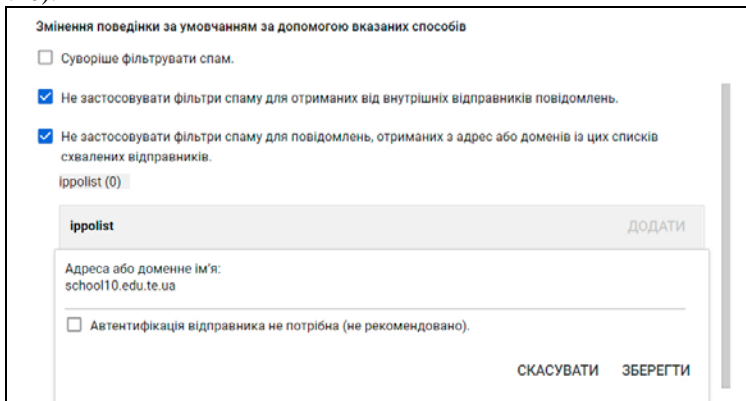 Змінення поведінки за умовчанням за допомогою вказаних способів
Суворіше фільтрувати спам.
Не застосовувати фільтри спаму для отриманих від внутрішніх відправників повідомлень.
Не застосовувати фільтри спаму для повідомлень, отриманих з адрес або доменів із цих списків
схвалених відправників.
ippolist (0)
ippolist ДОДАТИ
Адреса або доменне ім'я:
school10.edu.te.ua
Автентифікація відправника не потрібна (не рекомендовано).
СКАСУВАТИ ЗБЕРЕГТИ